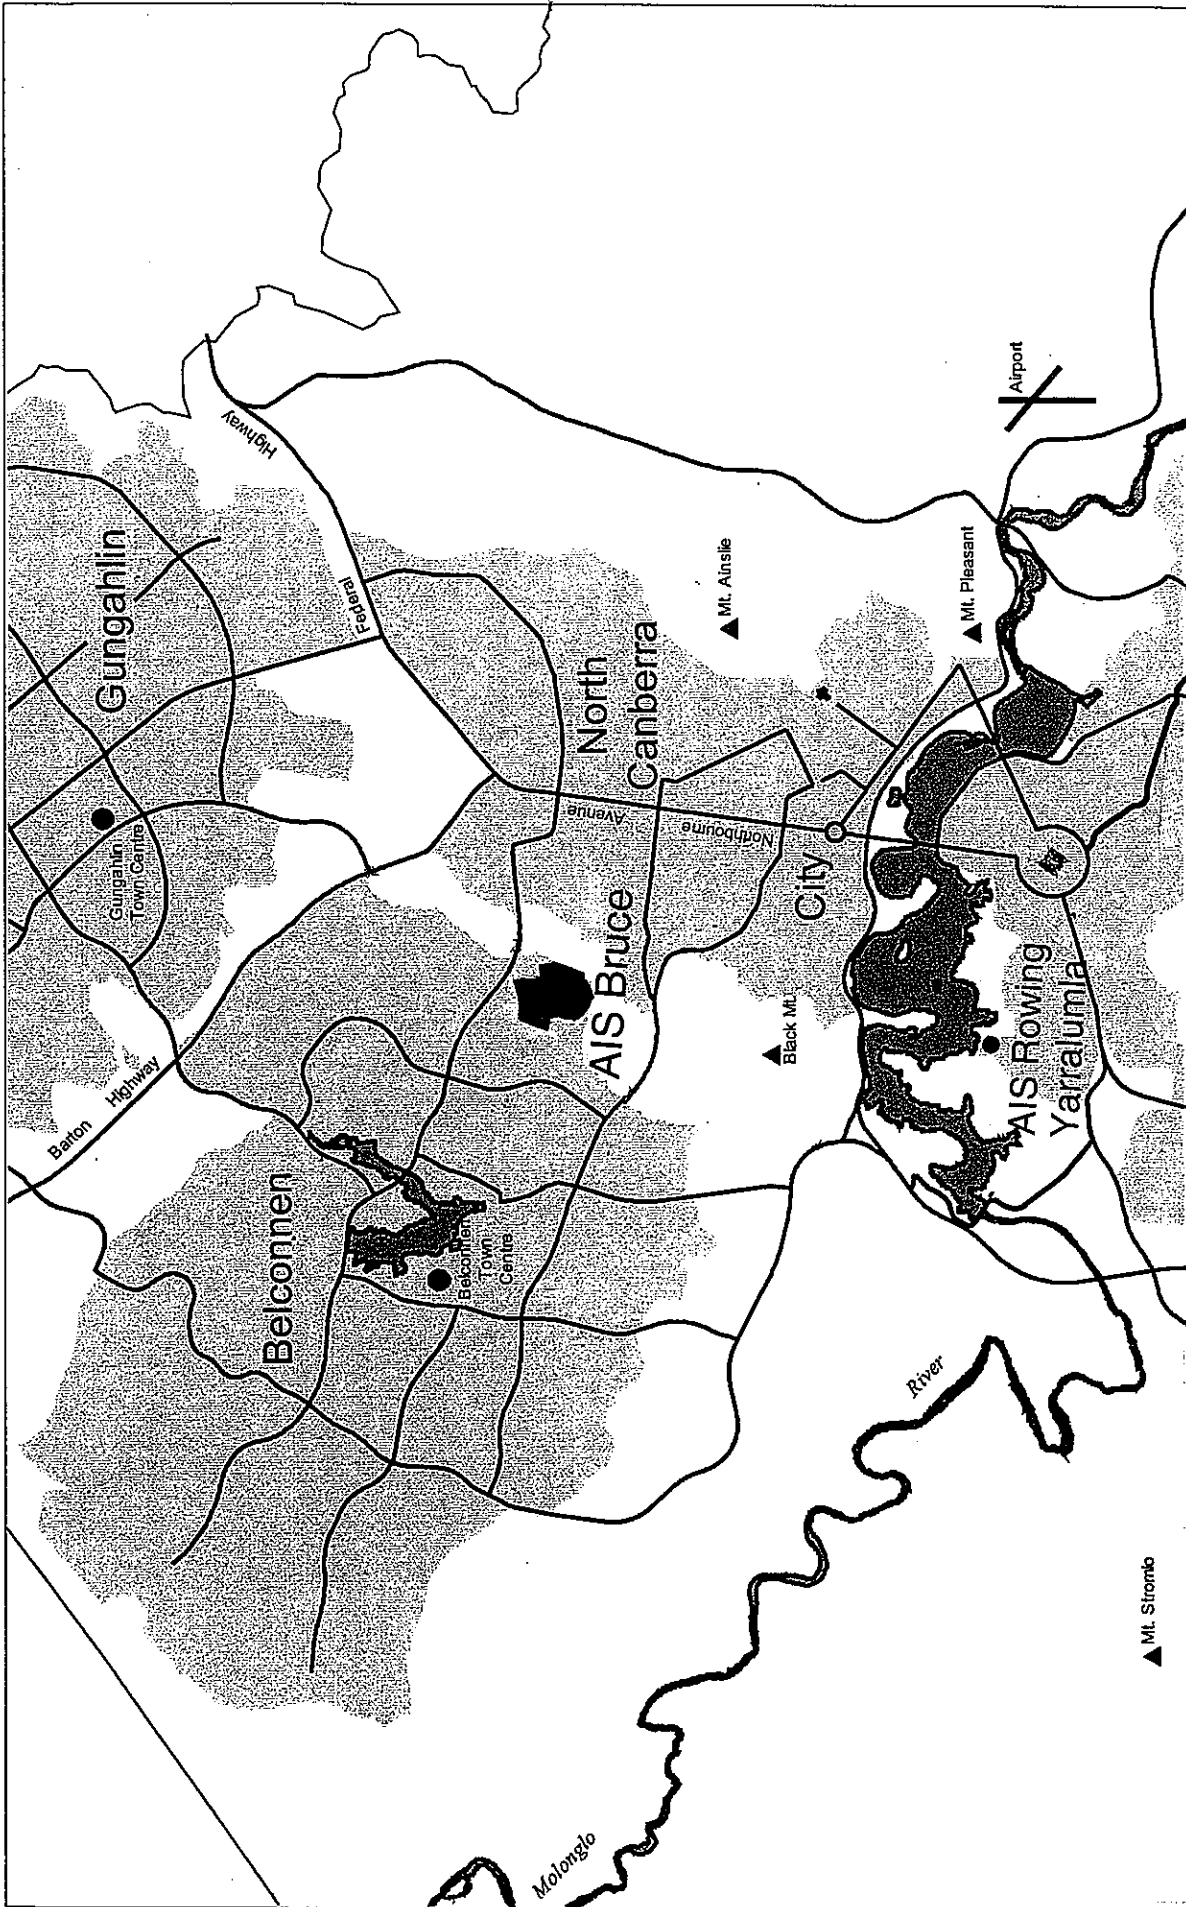 Gungahlin
Gungahlin
Town Centre
Barton
Highway
Federal
Highway
Belconnen
Belconnen
Town
Centre
North
Canberra
AIS Bruce
Avenue
Northbourne
City
Black Mt.
Mt. Ainslie
Mt. Pleasant
Airport
AIS Rowing
Yarralumla
Molonglo
River
Mt. Stromlo